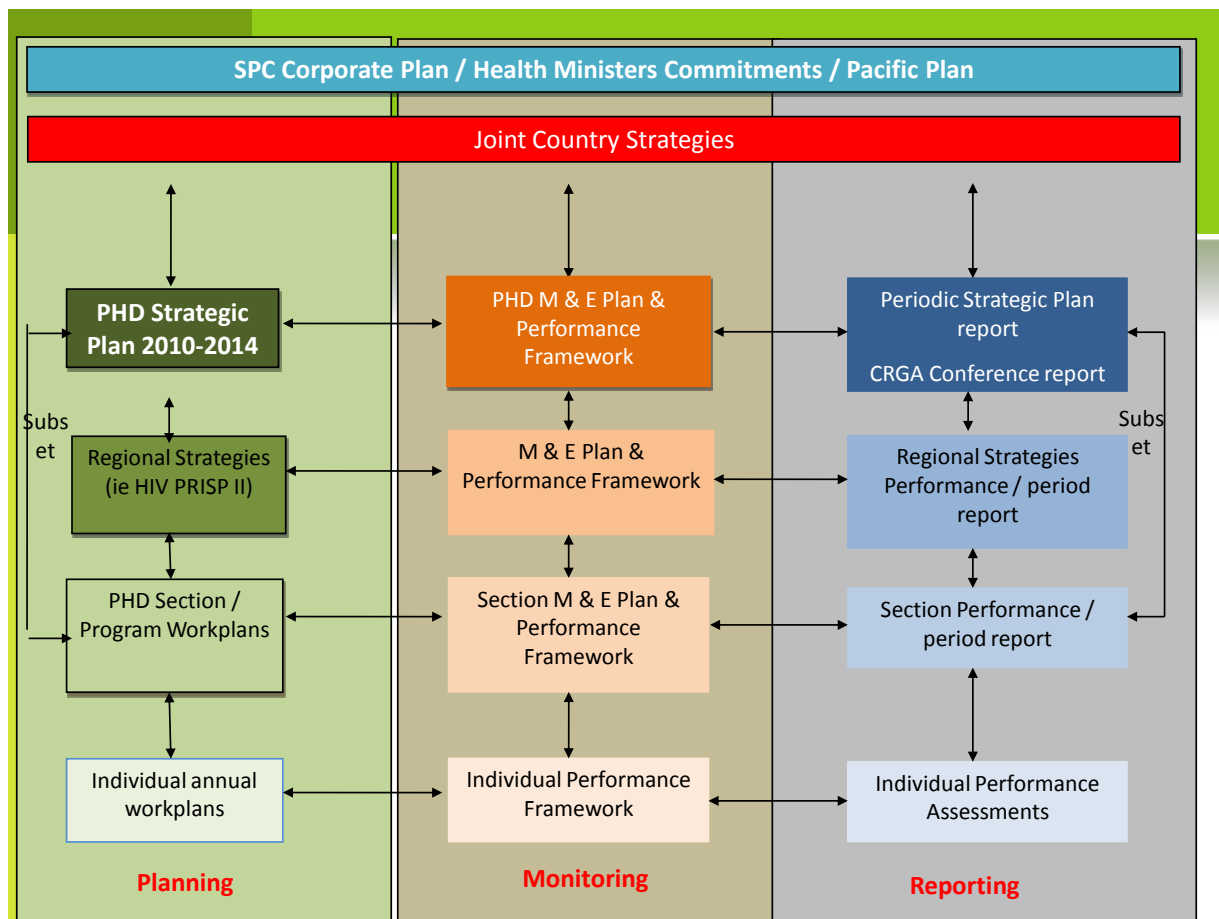 SPC Corporate Plan / Health Ministers Commitments / Pacific Plan
Joint Country Strategies
PHD Strategic
Plan 2010-2014
PHD M & E Plan &
Performance
Framework
Periodic Strategic Plan
report
CRGA Conference report
Subs
et
Regional Strategies
(ie HIV PRISP II)
M & E Plan &
Performance Framework
Regional Strategies
Performance / period
report
Subs
et
PHD Section /
Program Workplans
Section M & E Plan &
Performance
Framework
Section Performance /
period report
Individual annual
workplans
Individual Performance
Framework
Individual Performance
Assessments
Planning
Monitoring
Reporting